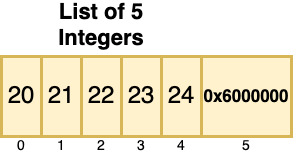 List of 5
Integers
20 21 22 23 24 0x6000000
0 1 2 3 4 5